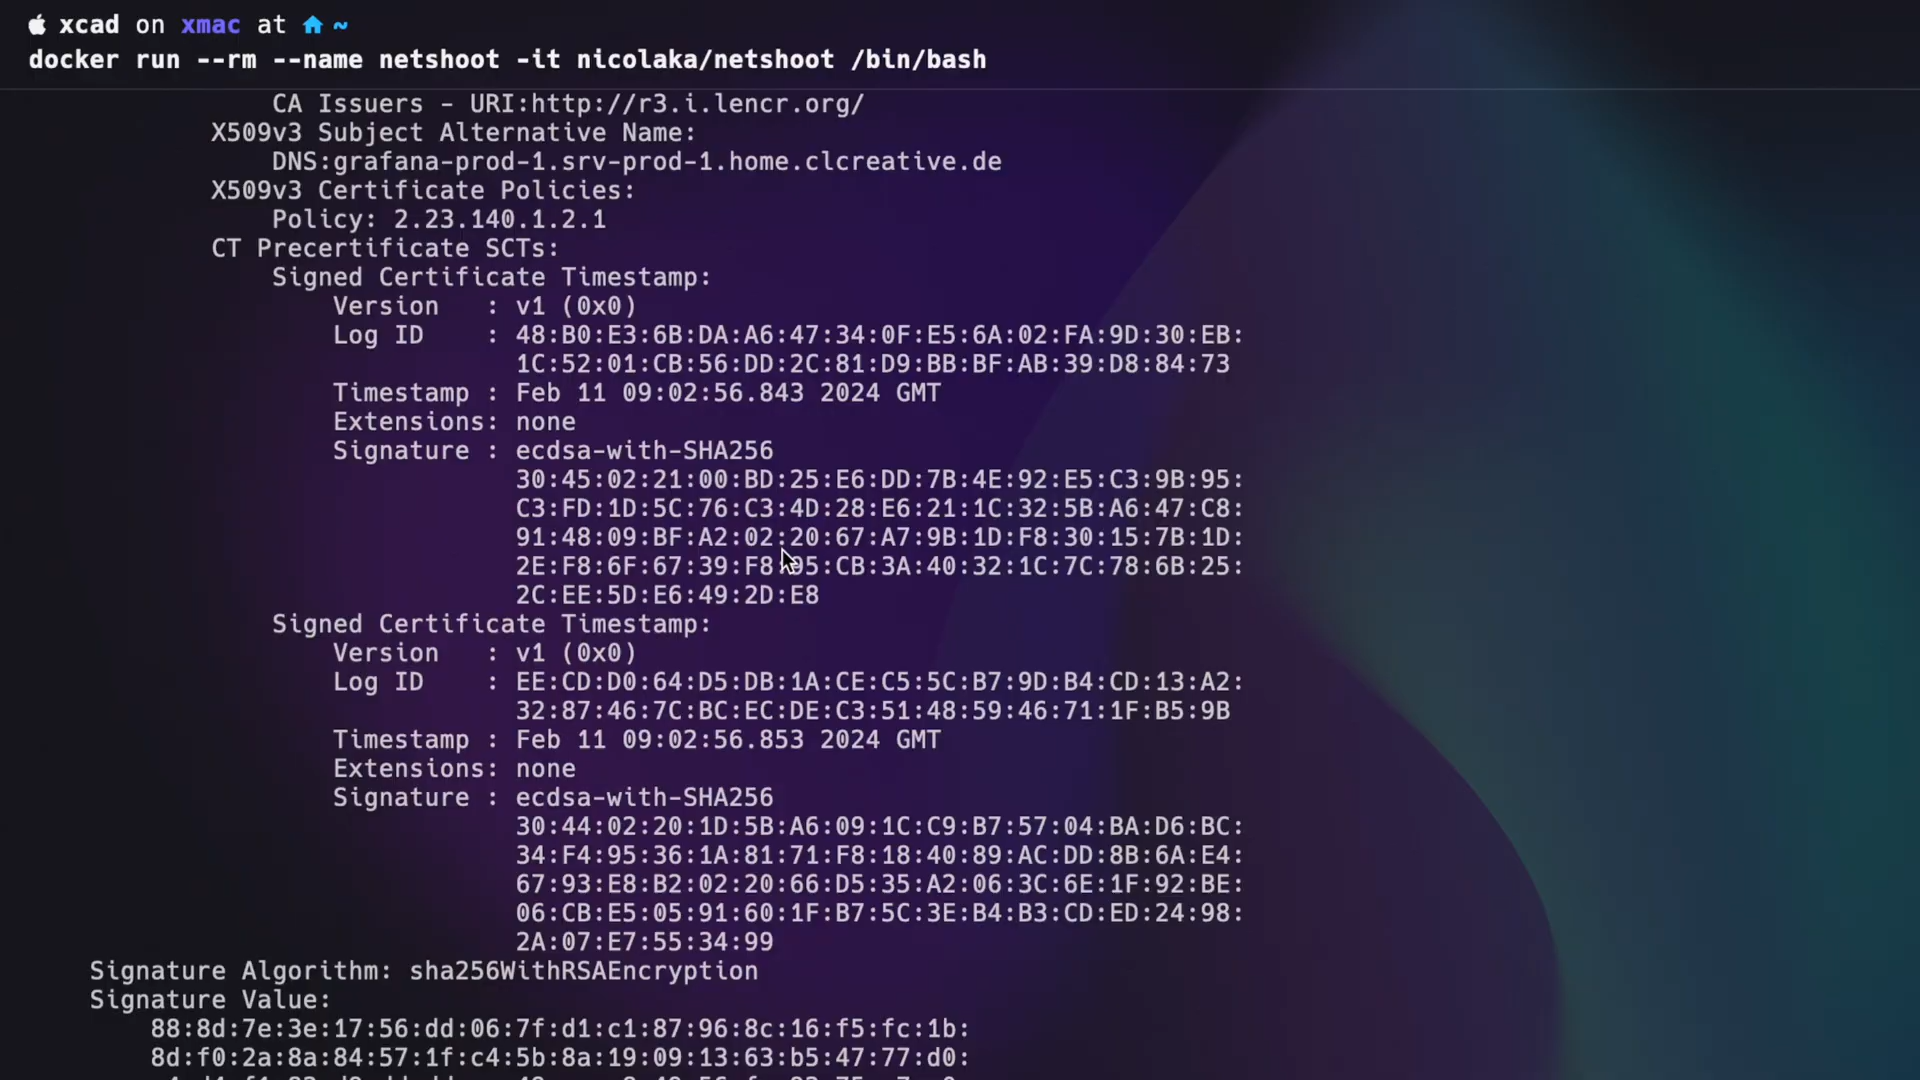 xcad on xmac at ~
docker run --rm --name netshoot -it nicolaka/netshoot /bin/bash
CA Issuers - URI:http://r3.i.lencr.org/
X509v3 Subject Alternative Name:
DNS:grafana-prod-1.srv-prod-1.home.clcreative.de
X509v3 Certificate Policies:
Policy: 2.23.140.1.2.1
CT Precertificate SCTs:
Signed Certificate Timestamp:
Version   : v1 (0x0)
Log ID    : 48:B0:E3:6B:DA:A6:47:34:0F:E5:6A:02:FA:9D:30:EB:
1C:52:01:CB:56:DD:2C:81:D9:BB:BF:AB:39:D8:84:73
Timestamp : Feb 11 09:02:56.843 2024 GMT
Extensions: none
Signature : ecdsa-with-SHA256
30:45:02:21:00:BD:25:E6:DD:7B:4E:92:E5:C3:9B:95:
C3:FD:1D:5C:76:C3:4D:28:E6:21:1C:32:5B:A6:47:C8:
91:48:09:BF:A2:02:20:67:A7:9B:1D:F8:30:15:7B:1D:
2E:F8:6F:67:39:F8:95:CB:3A:40:32:1C:7C:78:6B:25:
2C:EE:5D:E6:49:2D:E8
Signed Certificate Timestamp:
Version   : v1 (0x0)
Log ID    : EE:CD:D0:64:D5:DB:1A:CE:C5:5C:B7:9D:B4:CD:13:A2:
32:87:46:7C:BC:EC:DE:C3:51:48:59:46:71:1F:B5:9B
Timestamp : Feb 11 09:02:56.853 2024 GMT
Extensions: none
Signature : ecdsa-with-SHA256
30:44:02:20:1D:5B:A6:09:1C:C9:B7:57:04:BA:D6:BC:
34:F4:95:36:1A:81:71:F8:18:40:89:AC:DD:8B:6A:E4:
67:93:E8:B2:02:20:66:D5:35:A2:06:3C:6E:1F:92:BE:
06:CB:E5:05:91:60:1F:B7:5C:3E:B4:B3:CD:ED:24:98:
2A:07:E7:55:34:99
Signature Algorithm: sha256WithRSAEncryption
Signature Value:
88:8d:7e:3e:17:56:dd:06:7f:d1:c1:87:96:8c:16:f5:fc:1b:
8d:f0:2a:8a:84:57:1f:c4:5b:8a:19:09:13:63:b5:47:77:d0: